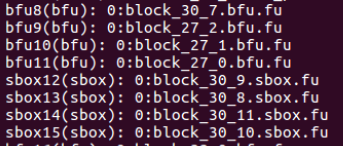 bfu8(bfu): 0:block_30_7.bfu.fu
bfu9(bfu): 0:block_27_2.bfu.fu
bfu10(bfu): 0:block_27_1.bfu.fu
bfu11(bfu): 0:block_27_0.bfu.fu
sbox12(sbox): 0:block_30_9.sbox.fu
sbox13(sbox): 0:block_30_8.sbox.fu
sbox14(sbox): 0:block_30_11.sbox.fu
sbox15(sbox): 0:block_30_10.sbox.fu